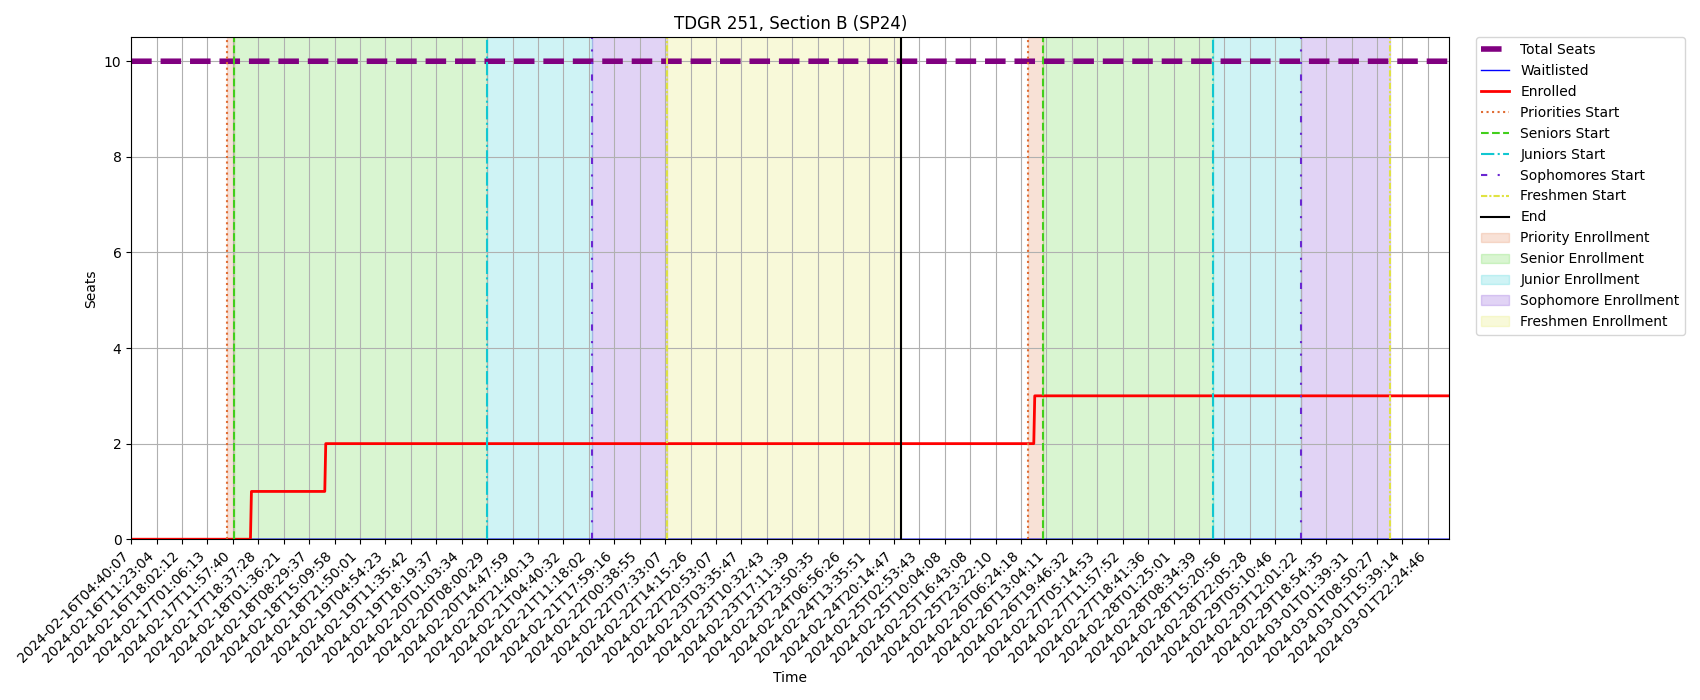 TDGR 251, Section B (SP24)
10
8
6
4
2
0
Seats
2024-02-16T04:40:07
2024-02-16T11:23:04
2024-02-16T18:02:12
2024-02-17T01:06:13
2024-02-17T11:57:40
2024-02-17T18:37:28
2024-02-18T01:36:21
2024-02-18T08:29:37
2024-02-18T15:09:58
2024-02-18T21:50:01
2024-02-19T04:54:23
2024-02-19T11:35:42
2024-02-19T18:19:37
2024-02-20T01:03:34
2024-02-20T08:00:29
2024-02-20T14:47:59
2024-02-20T21:40:13
2024-02-21T04:40:32
2024-02-21T11:18:02
2024-02-21T17:59:16
2024-02-22T00:38:55
2024-02-22T07:33:07
2024-02-22T14:15:26
2024-02-22T20:53:07
2024-02-23T03:35:47
2024-02-23T10:32:43
2024-02-23T17:11:39
2024-02-23T23:50:35
2024-02-24T06:56:26
2024-02-24T13:35:51
2024-02-24T20:14:47
2024-02-25T02:53:43
2024-02-25T10:04:08
2024-02-25T16:43:08
2024-02-25T23:22:10
2024-02-26T06:24:18
2024-02-26T13:04:11
2024-02-26T19:46:32
2024-02-27T05:14:53
2024-02-27T11:57:52
2024-02-27T18:41:36
2024-02-28T01:25:01
2024-02-28T08:34:39
2024-02-28T15:20:56
2024-02-28T22:05:28
2024-02-29T05:10:46
2024-02-29T12:01:22
2024-02-29T18:54:35
2024-03-01T01:39:31
2024-03-01T08:50:27
2024-03-01T15:39:14
2024-03-01T22:24:46
Time
Total Seats
Waitlisted
Enrolled
Priorities Start
Seniors Start
Juniors Start
Sophomores Start
Freshmen Start
End
Priority Enrollment
Senior Enrollment
Junior Enrollment
Sophomore Enrollment
Freshmen Enrollment